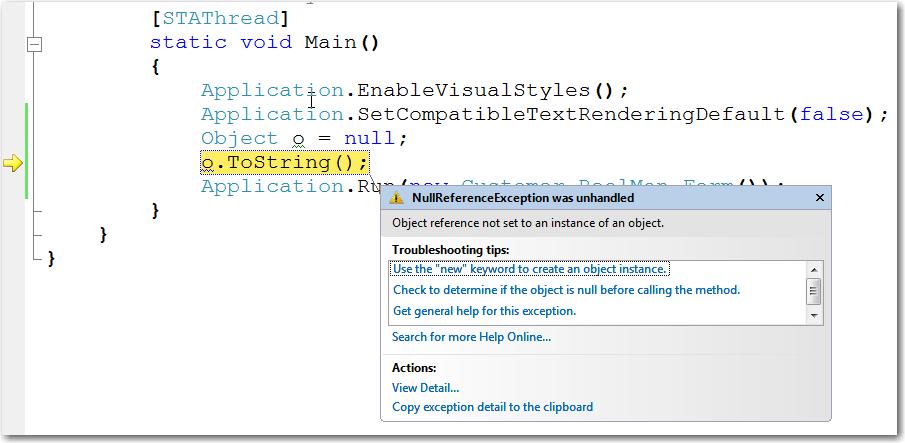 [STAThread]
static void Main()
{
Application.EnableVisualStyles();
Application.SetCompatibleTextRenderingDefault(false);
Object o = null;
o.ToString();
Application.Run(new
}
}
}
NullReferenceException was unhandled
Object reference not set to an instance of an object.
Troubleshooting tips:
Use the "new" keyword to create an object instance.
Check to determine if the object is null before calling the method.
Get general help for this exception.
Search for more Help Online...
Actions:
View Detail...
Copy exception detail to the clipboard